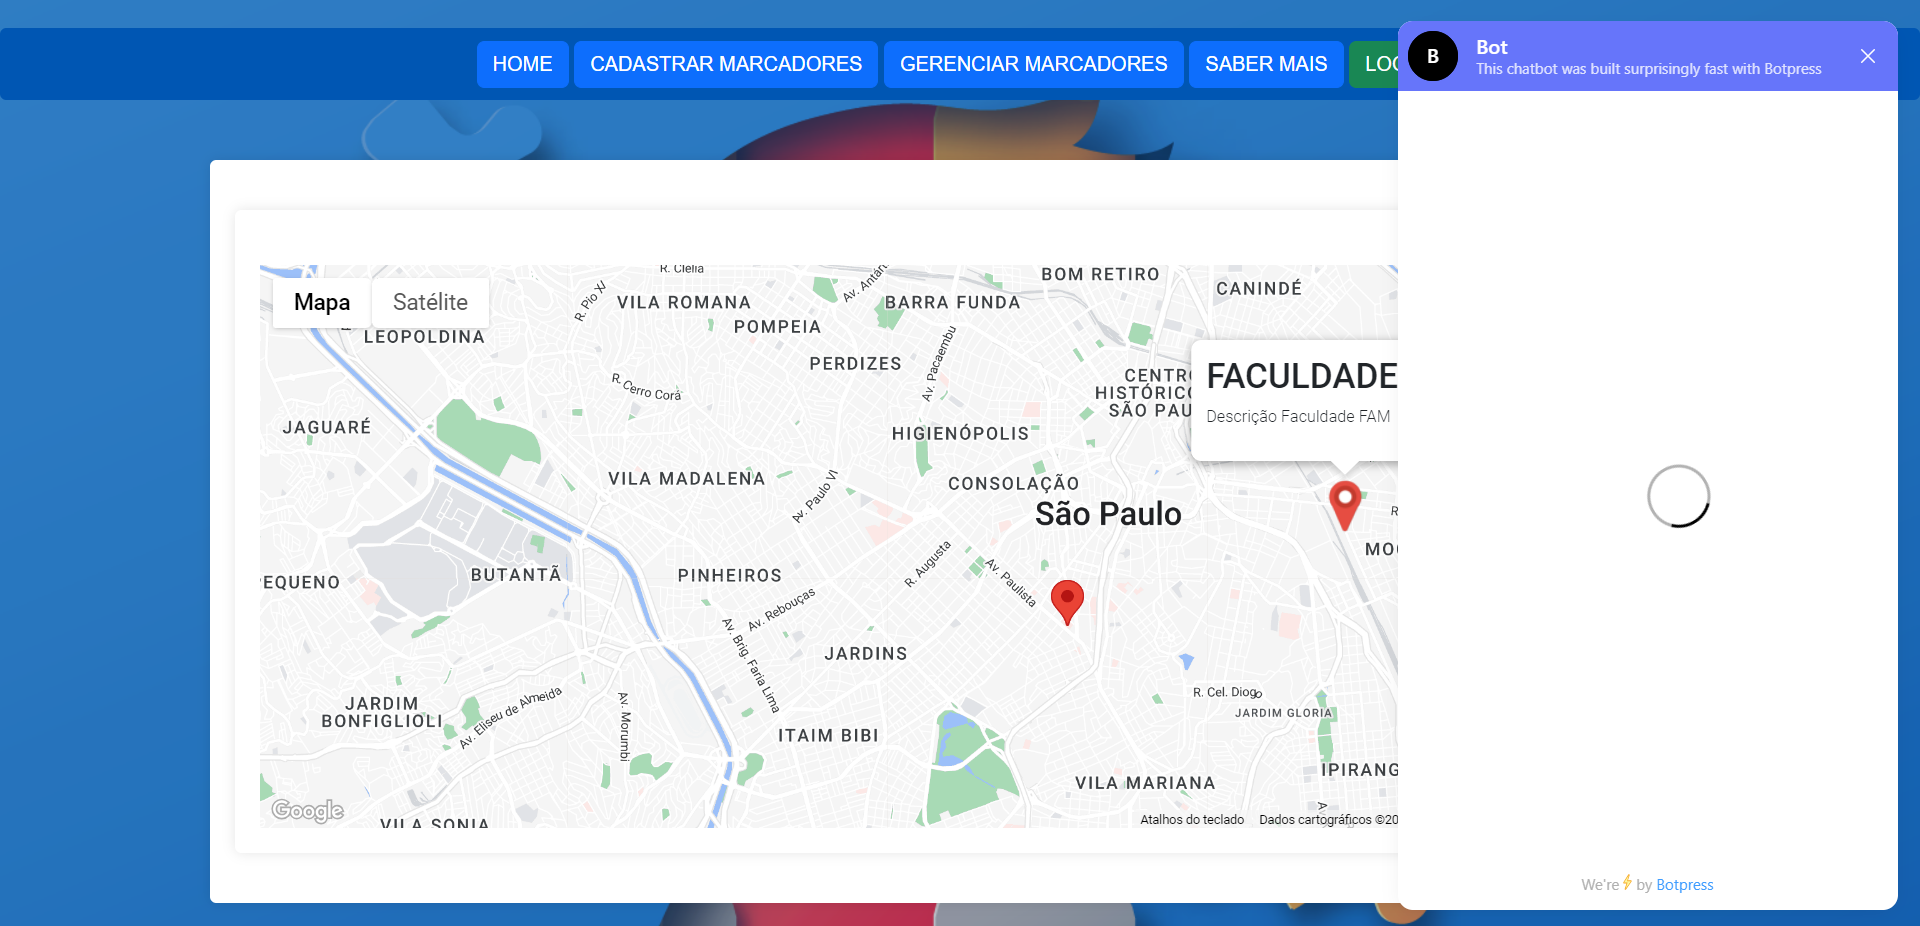 HOME
CADASTRAR MARCADORES
GERENCIAR MARCADORES
SABER MAIS
B
Bot
This chatbot was built surprisingly fast with Botpress
Mapa
Satélite
R. Clélia
R. Pio XI
Av. Antárt
BOM RETIRO
CANINDÉ
VILA ROMANA
BARRA FUNDA
POMPEIA
LEOPOLDINA
PERDIZES
Av. Pacaembu
R. Cerro Corá
CENTRO
HISTÓRICO
SÃO PAU
FACULDADE
Descrição Faculdade FAM
JAGUARÉ
HIGIENÓPOLIS
VILA MADALENA
Av. Paulo VI
CONSOLAÇÃO
São Paulo
R
MOO
R. Augusta
Av. Paulista
EQUENO
BUTANTÃ
PINHEIROS
Av. Rebouças
Av. Brig. Faria Lima
JARDINS
JARDIM
BONFIGLIOLI
Av. Eliseu de Almeida
Av. Morumbi
R. Cel. Diogo
JARDIM GLORIA
ITAIM BIBI
IPIRANG
VILA MARIANA
A
Google
VILA SONIA
Atalhos do teclado
Dados cartográficos ©20
We're ⚡ by Botpress